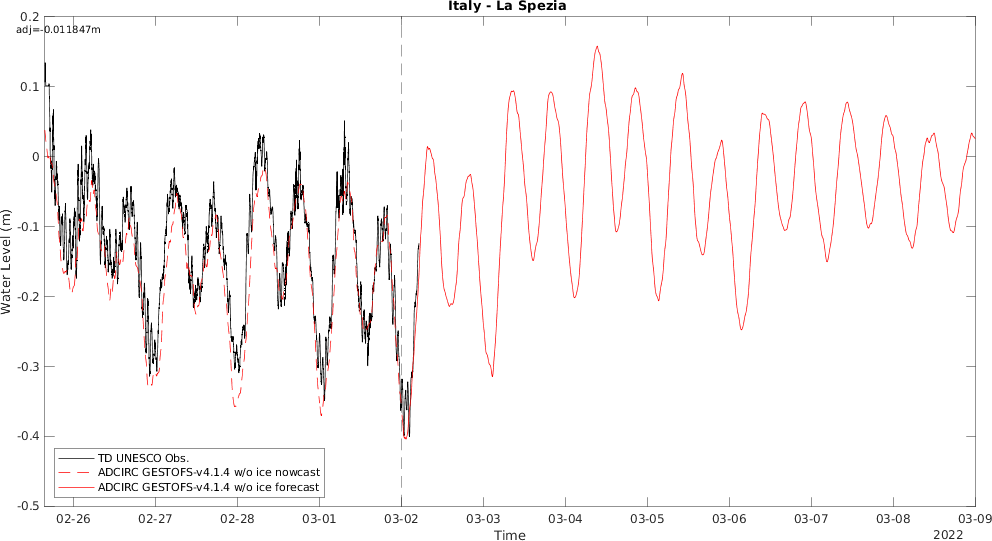 Italy - La Spezia
adj=-0.011847m
0.2
0.1
0
-0.1
-0.2
-0.3
-0.4
-0.5
Water Level (m)
TD UNESCO Obs.
ADCIRC GESTOFS-v4.1.4 w/o ice nowcast
ADCIRC GESTOFS-v4.1.4 w/o ice forecast
02-26 02-27 02-28 03-01 03-02 03-03 03-04 03-05 03-06 03-07 03-08 03-09
Time
2022